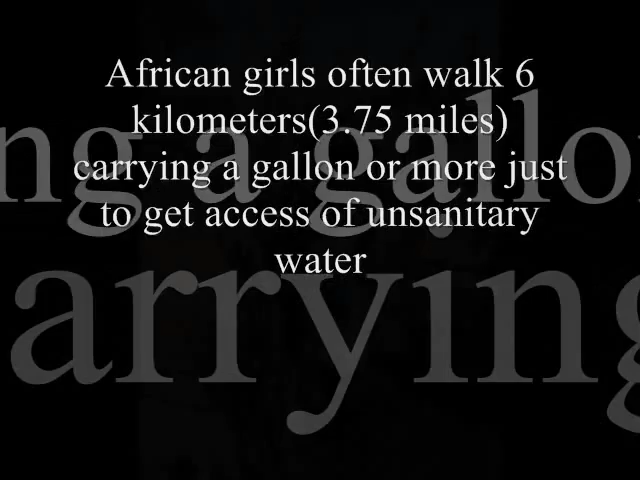 African girls often walk 6
kilometers(3.75 miles)
carrying a gallon or more just
to get access of unsanitary
water
ng a gallo
arrying